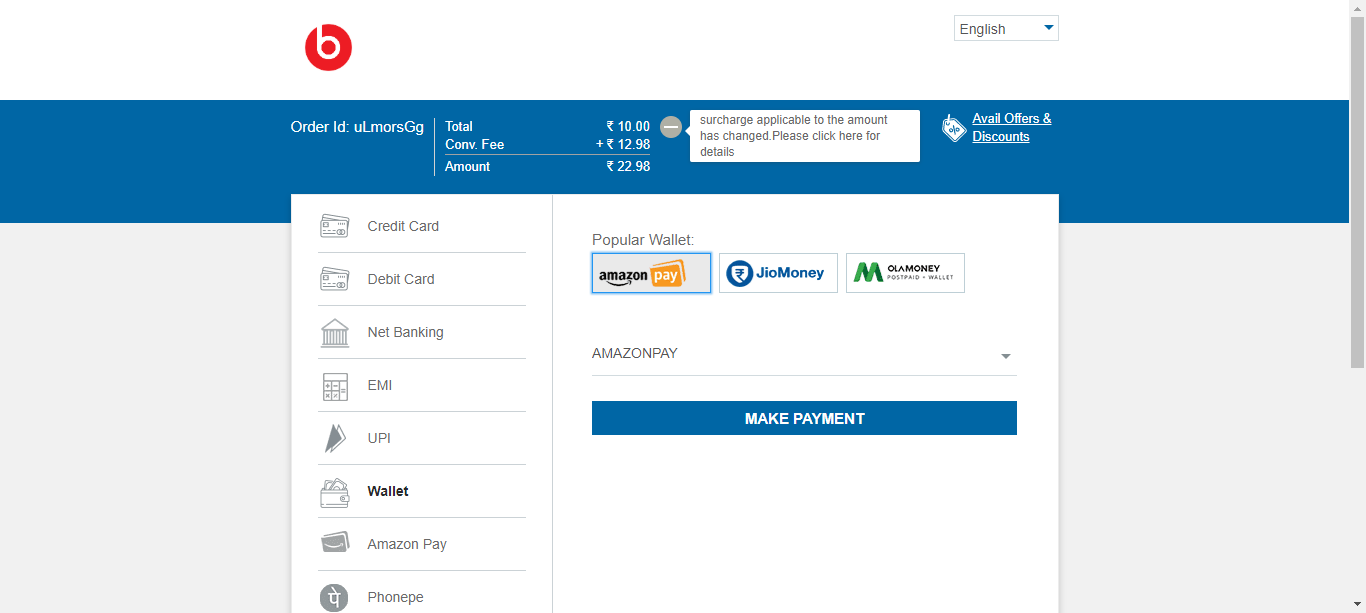 b
English
Order Id: uLmorsGg
Total ₹ 10.00
Conv. Fee + ₹ 12.98
Amount ₹ 22.98
surcharge applicable to the amount
has changed.Please click here for
details
Avail Offers &
Discounts
Credit Card
Debit Card
Net Banking
EMI
UPI
Wallet
Amazon Pay
पे Phonepe
Popular Wallet:
amazon pay
₹ JioMoney
OLAMONEY
POSTPAID + WALLET
AMAZONPAY
MAKE PAYMENT